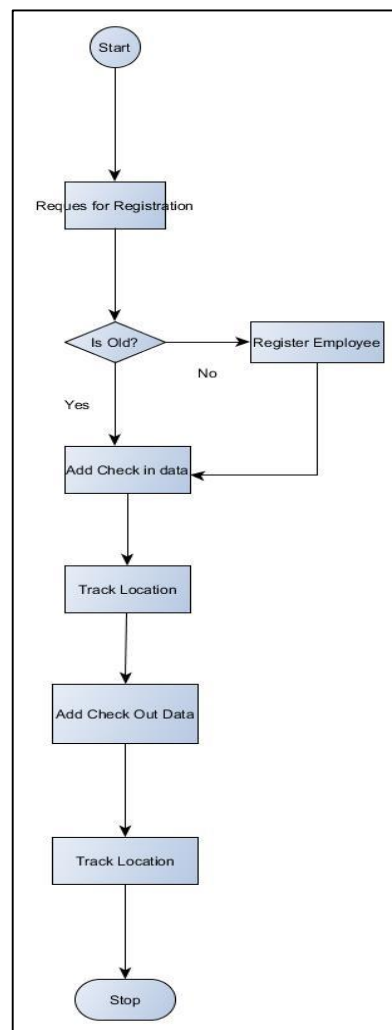 Start
Reques for Registration
Is Old?
Register Employee
No
Yes
Add Check in data
Track Location
Add Check Out Data
Track Location
Stop